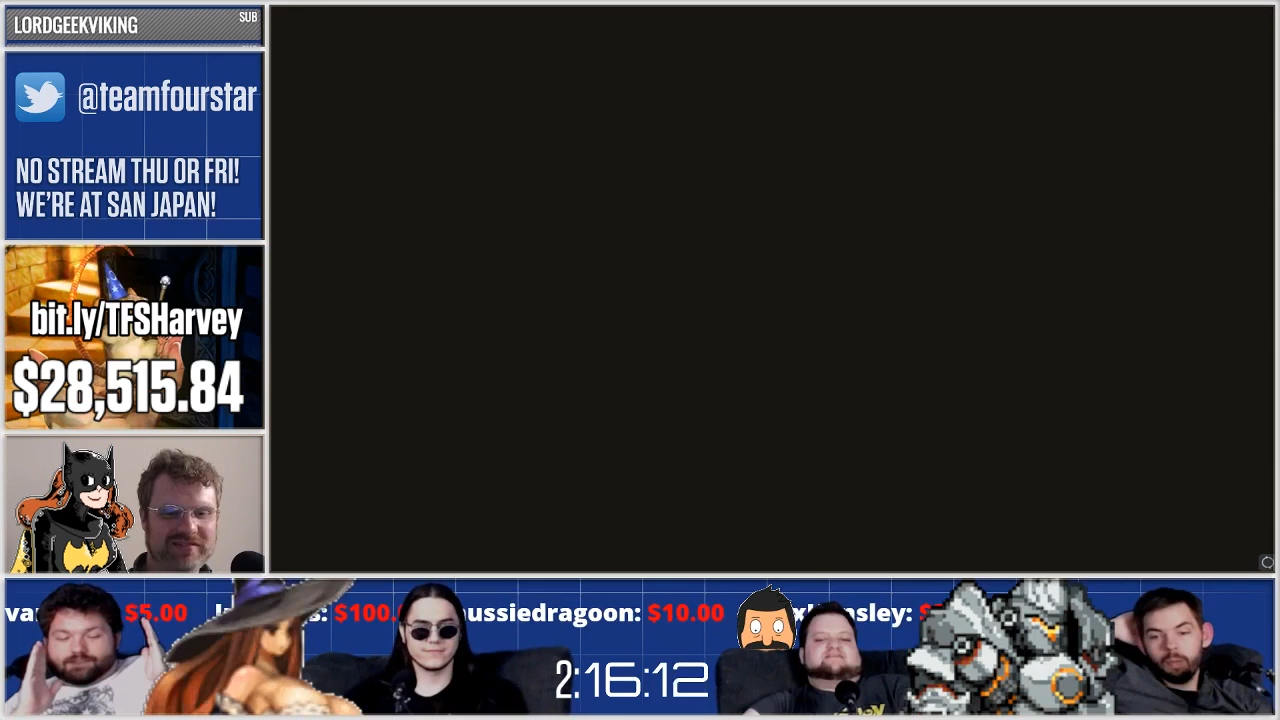 LORDGEEKVIKING
SUB
@teamfourstar
NO STREAM THU OR FRI!
WE'RE AT SAN JAPAN!
bit.ly/TFSHarvey
$28,515.84
$5.00
$100.
aussiedragoon: $10.00
2:16:12